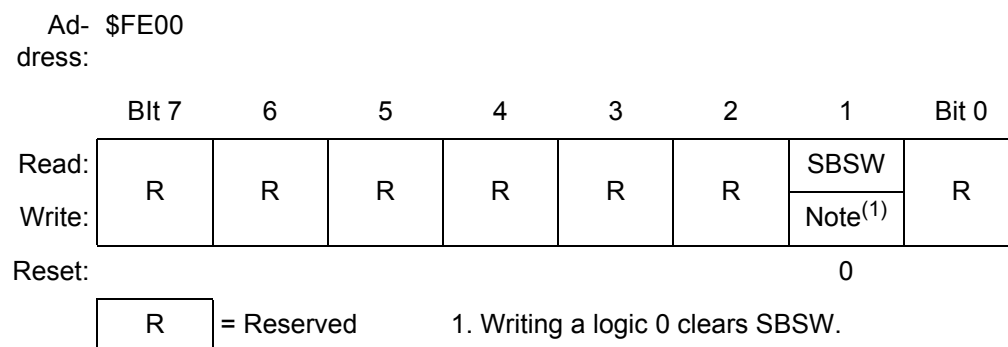 Ad- $FE00
dress:
BIt 7 6 5 4 3 2 1 Bit 0
Read: R R R R R R SBSW R
Write: Note(1)
Reset: 0
R = Reserved 1. Writing a logic 0 clears SBSW.